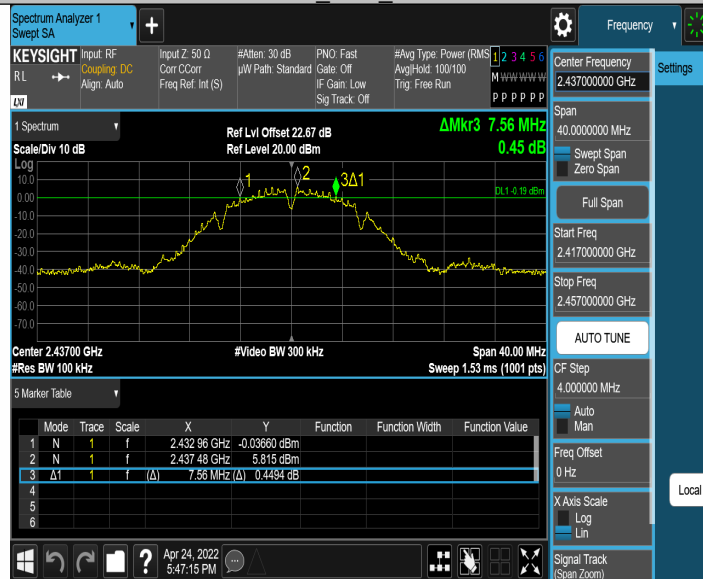 Spectrum Analyzer 1
Swept SA
Frequency
KEYSIGHT
R L
LXI
Input: RF
Coupling: DC
Align: Auto
Input Z: 50 Ω
Corr CCorr
Freq Ref: Int (S)
#Atten: 30 dB
µW Path: Standard
PNO: Fast
Gate: Off
IF Gain: Low
Sig Track: Off
#Avg Type: Power (RMS
Avg|Hold: 100/100
Trig: Free Run
1 2 3 4 5 6
M W W W W W
P P P P P P
Center Frequency
2.437000000 GHz
Settings
Span
40.0000000 MHz
Swept Span
Zero Span
Full Span
Start Freq
2.417000000 GHz
Stop Freq
2.457000000 GHz
AUTO TUNE
CF Step
4.000000 MHz
Auto
Man
Freq Offset
0 Hz
X Axis Scale
Log
Lin
Local
Signal Track
(Span Zoom)
1 Spectrum
Scale/Div 10 dB
Ref Lvl Offset 22.67 dB
Ref Level 20.00 dBm
ΔMkr3 7.56 MHz
0.45 dB
Log
10.0
0.00
-10.0
-20.0
-30.0
-40.0
-50.0
-60.0
-70.0
1
2
3Δ1
DL1 -0.19 dBm
Center 2.43700 GHz
#Video BW 300 kHz
Span 40.00 MHz
#Res BW 100 kHz
Sweep 1.53 ms (1001 pts)
5 Marker Table
Mode Trace Scale X Y Function Function Width Function Value
1 N 1 f 2.432 96 GHz -0.03660 dBm
2 N 1 f 2.437 48 GHz 5.815 dBm
3 Δ1 1 f (Δ) 7.56 MHz (Δ) 0.4494 dB
4
5
6
?
Apr 24, 2022
5:47:15 PM